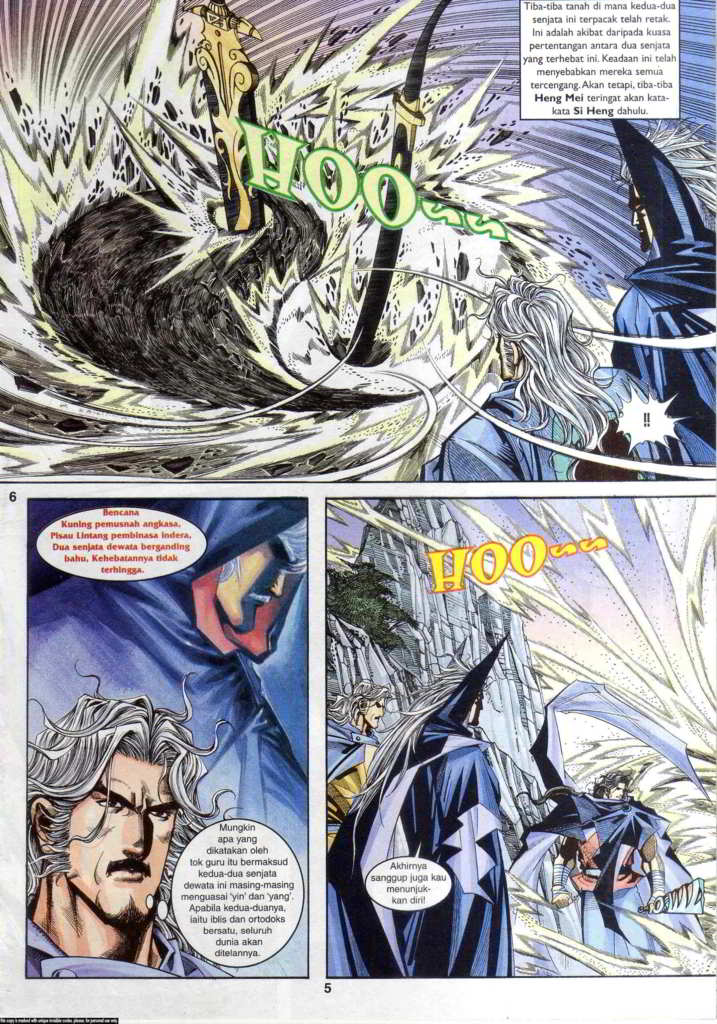 Tiba-tiba tanah di mana kedua-dua
senjata ini terpacak telah retak.
Ini adalah akibat daripada kuasa
pertentangan antara dua senjata
yang terhebat ini. Keadaan ini telah
menyebabkan mereka semua
tercengang. Akan tetapi, tiba-tiba
Heng Mei teringat akan kata-
kata Si Heng dahulu.
HOOuuu
!!
6
Bencana
Kuning pemusnah angkasa,
Pisau Lintang pembinasa indera,
Dua senjata dewata berganding
bahu, Kehebatannya tidak
terhingga.
Mungkin
apa yang
dikatakan oleh
tok guru itu bermaksud
kedua-dua senjata
dewata ini masing-masing
menguasai 'yin' dan 'yang'.
Apabila kedua-duanya,
iaitu iblis dan ortodoks
bersatu, seluruh
dunia akan
ditelannya.
HOOuuu
Akhirnya
sanggup juga kau
menunjuk-
kan diri!
5